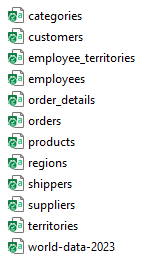 categories
customers
employee_territories
employees
order_details
orders
products
regions
shippers
suppliers
territories
world-data-2023